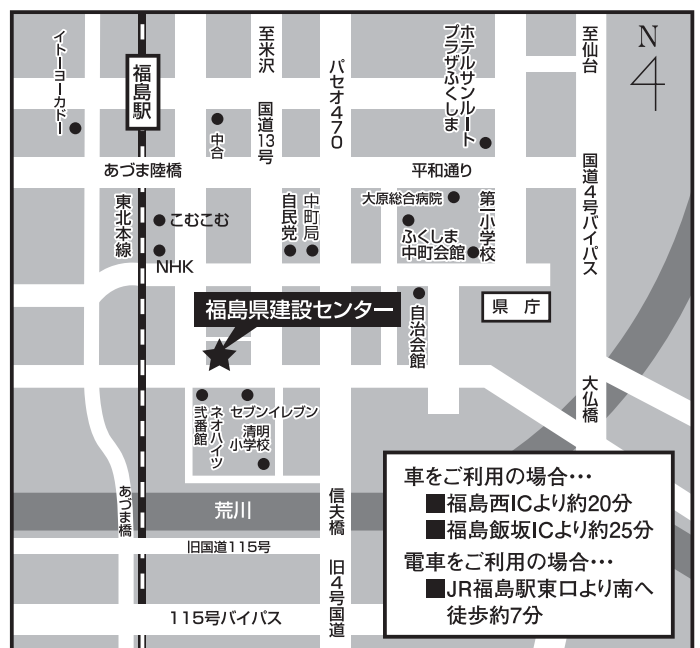 イトーヨーカドー
福島駅
至米沢
国道13号
中合
パセオ470
ホテルサンルート
プラザふくしま
至仙台
N
あづま陸橋
平和通り
国道4号バイパス
東北本線
こむこむ
NHK
自民党
中町局
大原総合病院
ふくしま
中町会館
第一小学校
福島県建設センター
自治会館
県庁
大仏橋
ネオハイツ
弐番館
セブンイレブン
清明
小学校
あづま橋
荒川
信夫橋
旧国道115号
旧4号国道
115号バイパス
車をご利用の場合…
■福島西ICより約20分
■福島飯坂ICより約25分
電車をご利用の場合…
■JR福島駅東口より南へ
徒歩約7分